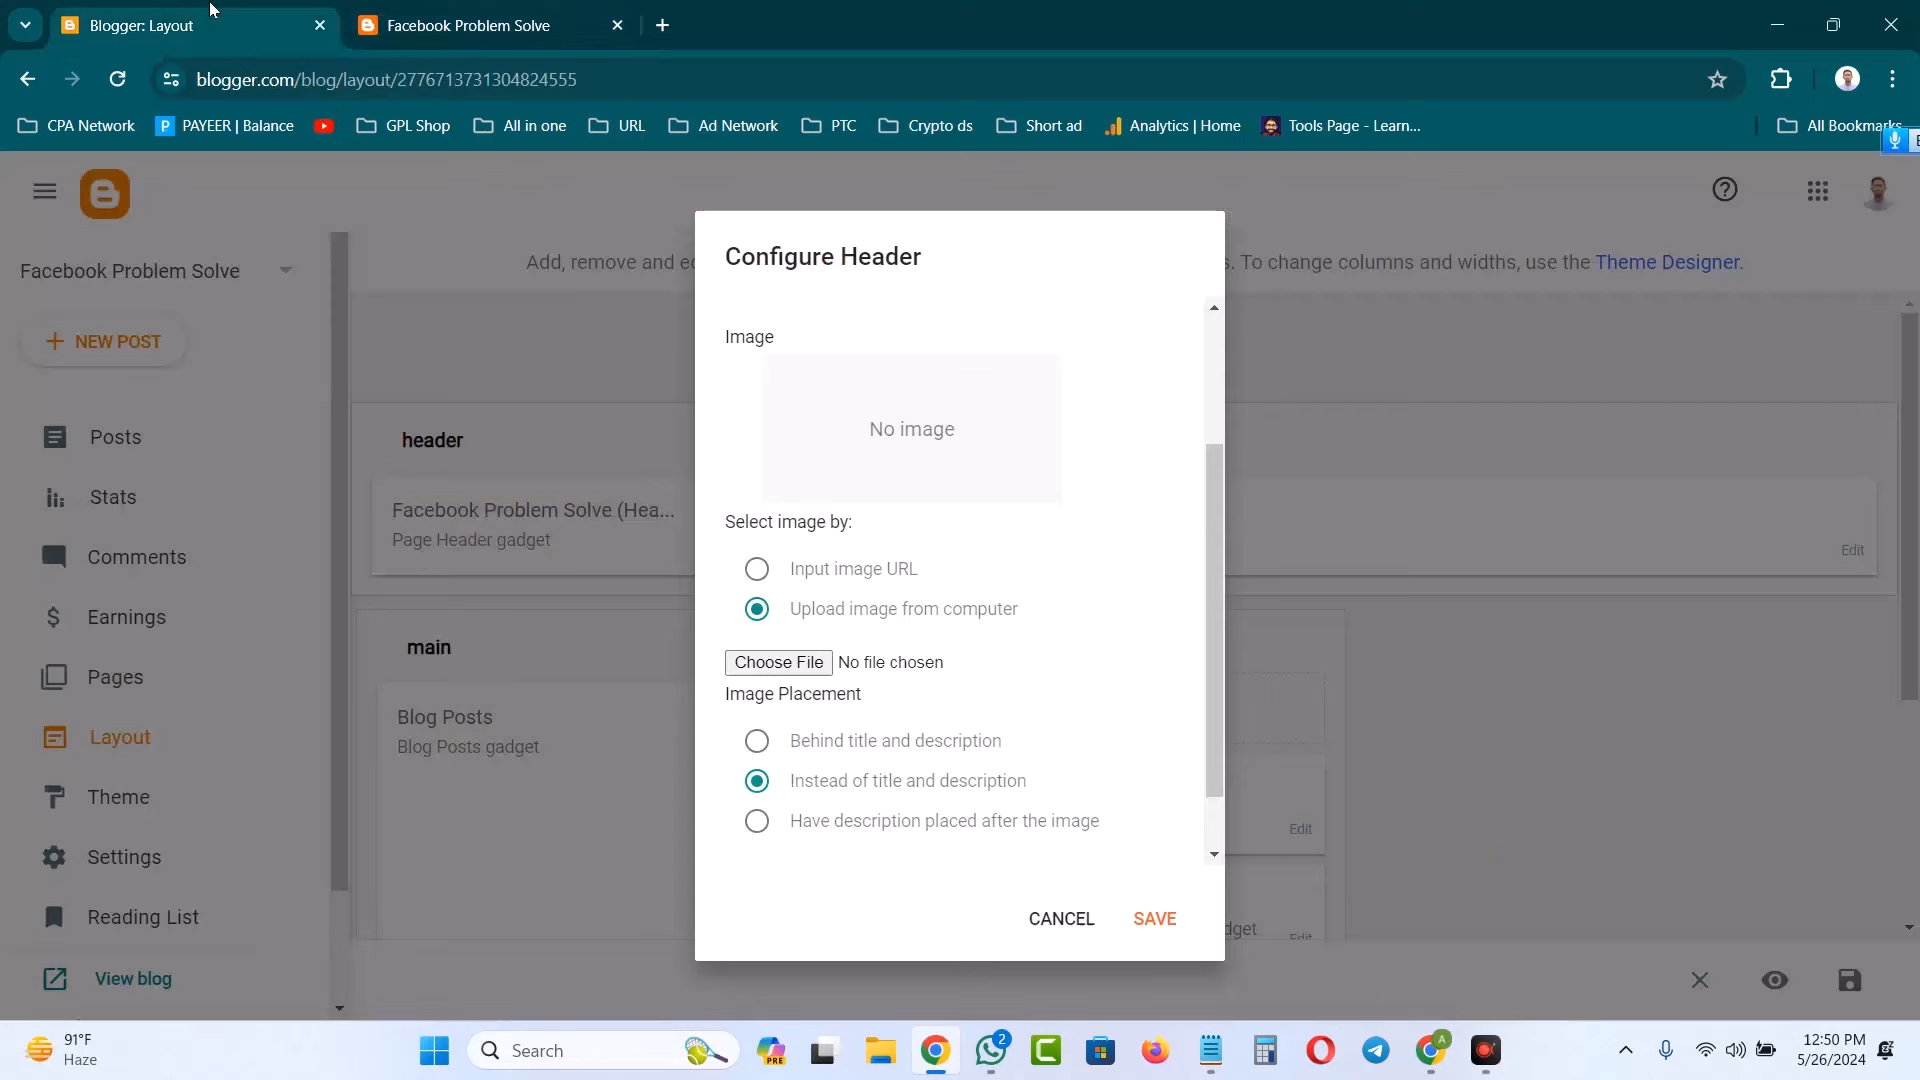 Blogger: Layout
Facebook Problem Solve
blogger.com/blog/layout/2776713731304824555
CPA Network
PAYEER | Balance
GPL Shop
All in one
URL
Ad Network
PTC
Crypto ds
Short ad
Analytics | Home
Tools Page - Learn...
All Bookmarks
Facebook Problem Solve
NEW POST
Posts
Stats
Comments
Earnings
Pages
Layout
Theme
Settings
Reading List
View blog
Add, remove and e
s. To change columns and widths, use the Theme Designer.
header
Facebook Problem Solve (Hea...
Page Header gadget
Edit
main
Blog Posts
Blog Posts gadget
Edit
dget
Edit
Configure Header
Image
No image
Select image by:
Input image URL
Upload image from computer
Choose File No file chosen
Image Placement
Behind title and description
Instead of title and description
Have description placed after the image
CANCEL
SAVE
91°F
Haze
Search
PRE
2
A
12:50 PM
5/26/2024